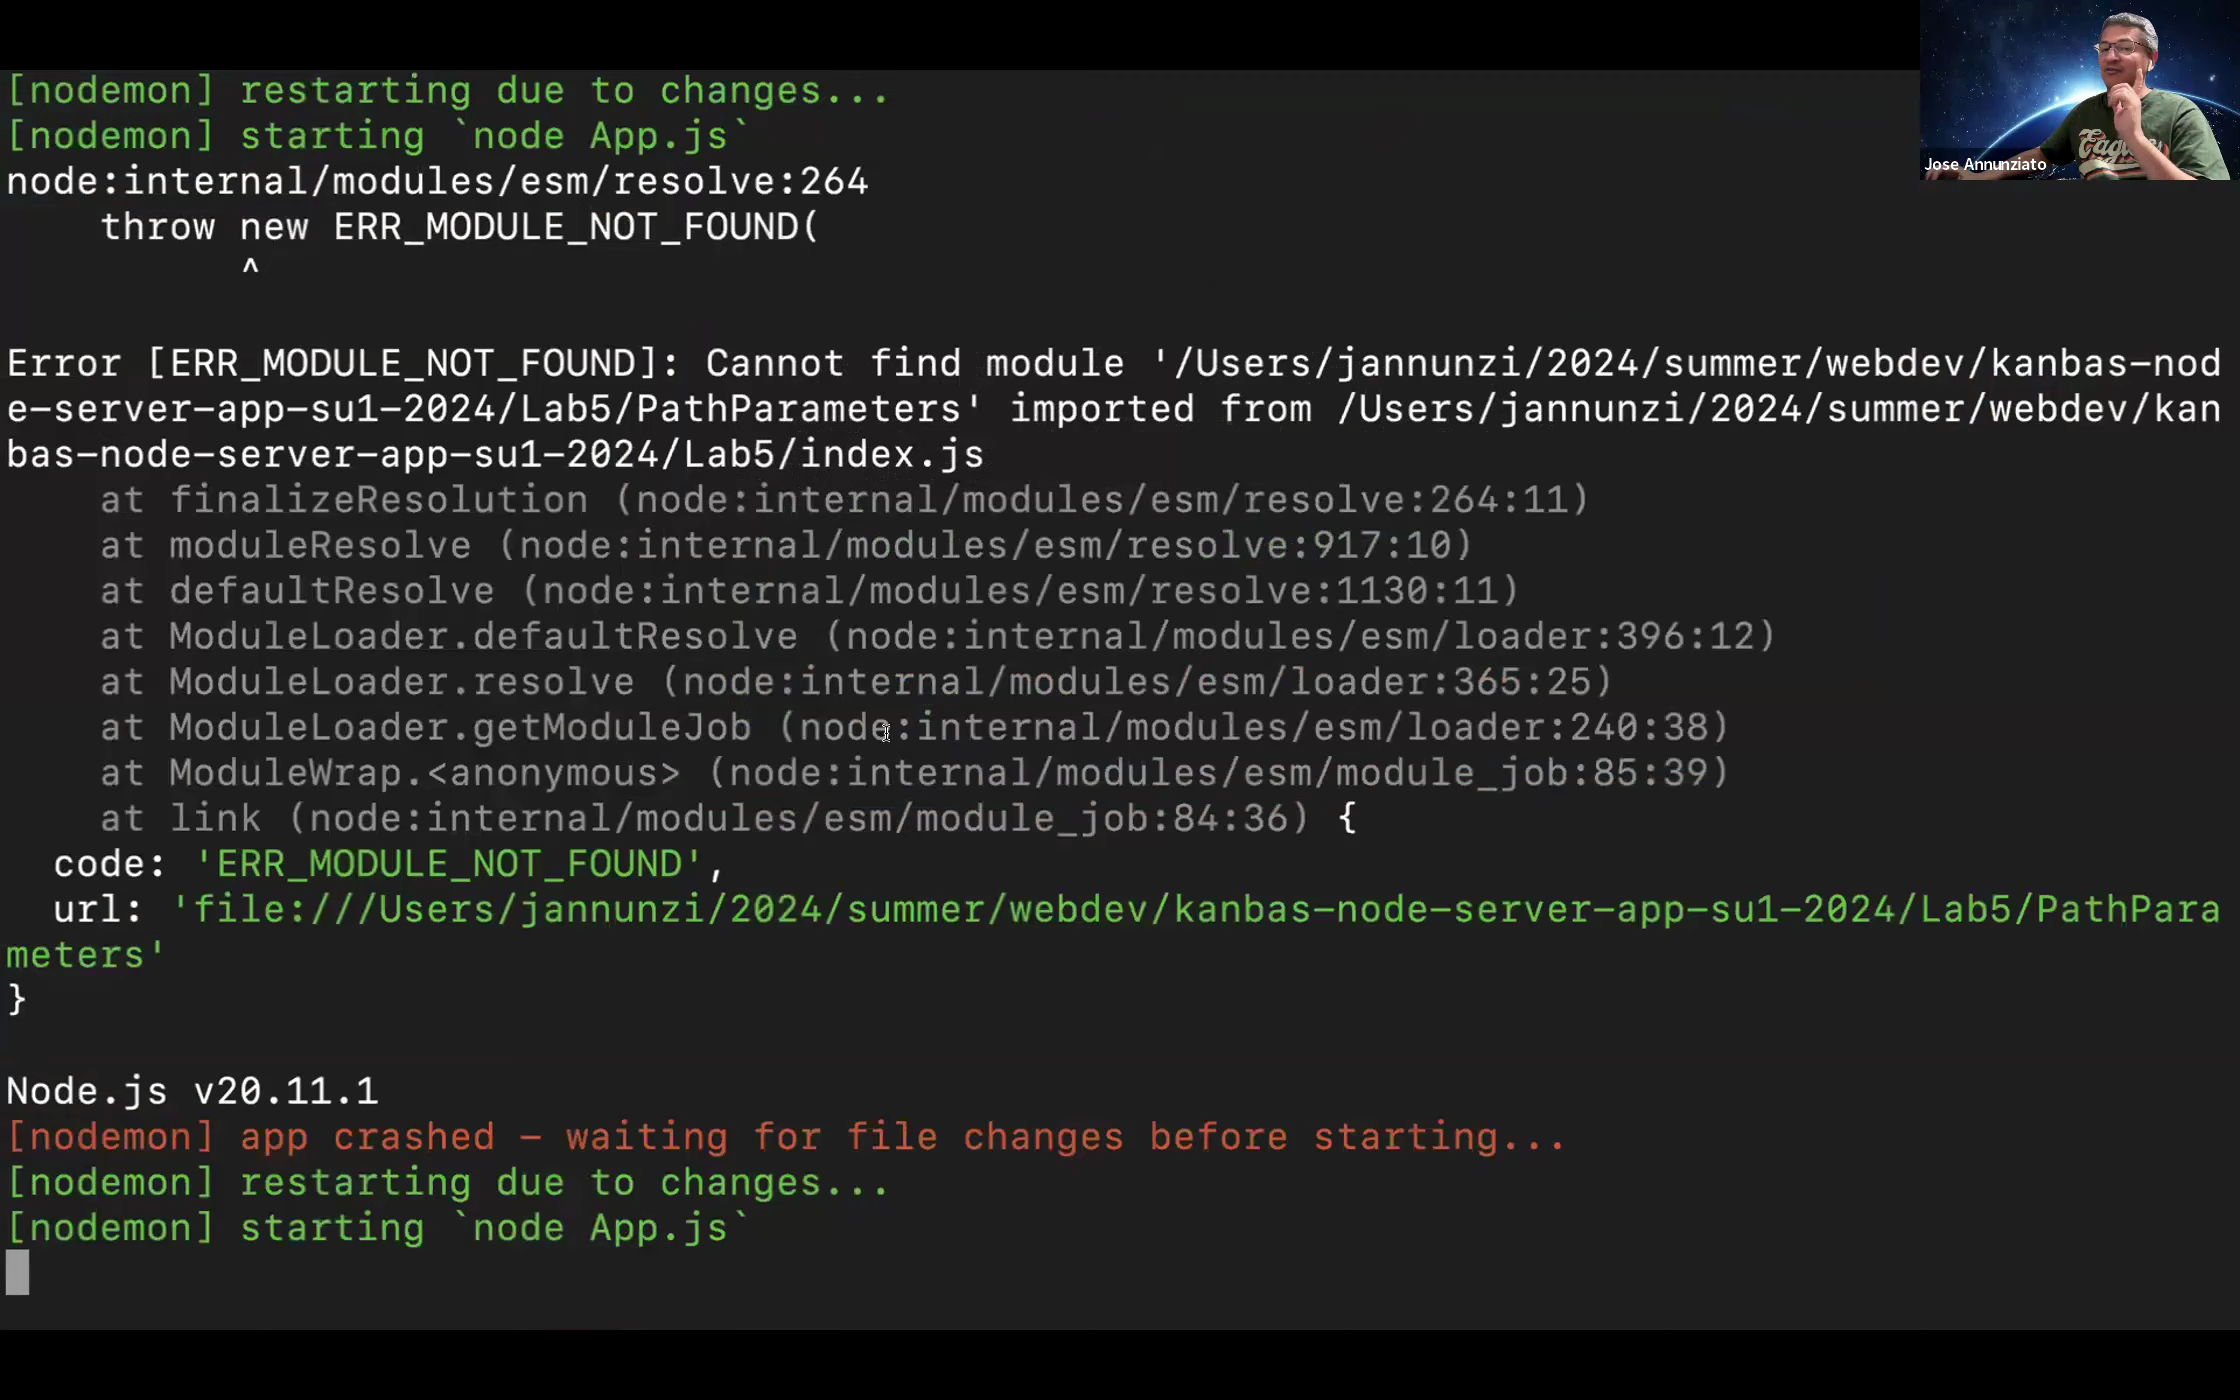 [nodemon] restarting due to changes...
[nodemon] starting `node App.js`
node:internal/modules/esm/resolve:264
    throw new ERR_MODULE_NOT_FOUND(
          ^
Error [ERR_MODULE_NOT_FOUND]: Cannot find module '/Users/jannunzi/2024/summer/webdev/kanbas-nod
e-server-app-su1-2024/Lab5/PathParameters' imported from /Users/jannunzi/2024/summer/webdev/kan
bas-node-server-app-su1-2024/Lab5/index.js
    at finalizeResolution (node:internal/modules/esm/resolve:264:11)
    at moduleResolve (node:internal/modules/esm/resolve:917:10)
    at defaultResolve (node:internal/modules/esm/resolve:1130:11)
    at ModuleLoader.defaultResolve (node:internal/modules/esm/loader:396:12)
    at ModuleLoader.resolve (node:internal/modules/esm/loader:365:25)
    at ModuleLoader.getModuleJob (node:internal/modules/esm/loader:240:38)
    at ModuleWrap.<anonymous> (node:internal/modules/esm/module_job:85:39)
    at link (node:internal/modules/esm/module_job:84:36) {
  code: 'ERR_MODULE_NOT_FOUND',
  url: 'file:///Users/jannunzi/2024/summer/webdev/kanbas-node-server-app-su1-2024/Lab5/PathPara
meters'
}
Node.js v20.11.1
[nodemon] app crashed – waiting for file changes before starting...
[nodemon] restarting due to changes...
[nodemon] starting `node App.js`
Jose Annunziato